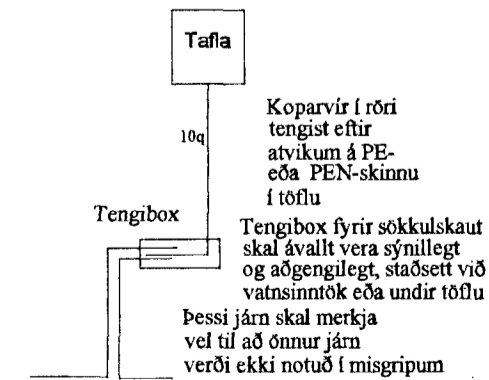 Tafla
10q
Koparvír í röri
tengist eftir
atvikum á PE-
eða PEN-skinnu
í töflu
Tengibox
Tengibox fyrir sökkulskaut
skal ávallt vera sýnillegt
og aðgengilegt, staðsett við
vatnsinntök eða undir töflu
Þessi járn skal merkja
vel til að önnur járn
verði ekki notuð í misgripum